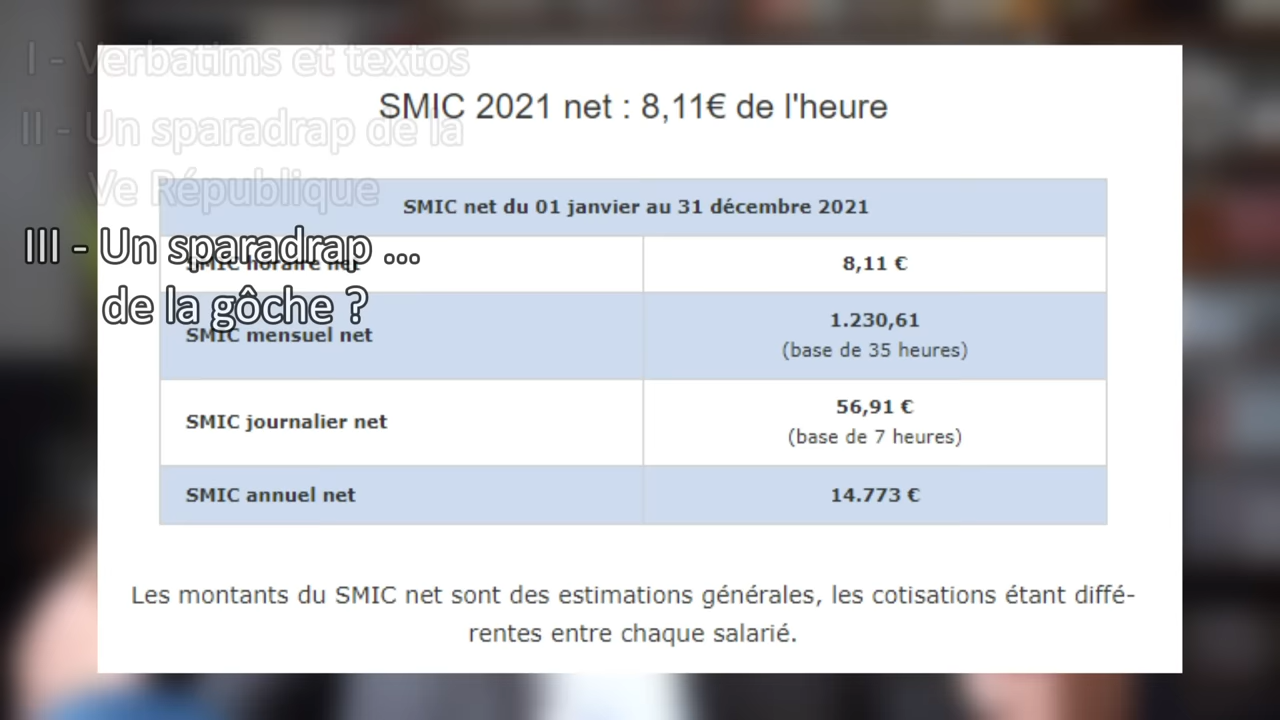 I - Verbatims et textos
II - Un sparadrap de la
Ve République
III - Un sparadrap ...
de la gôche ?
SMIC 2021 net : 8,11€ de l'heure
SMIC net du 01 janvier au 31 décembre 2021
SMIC horaire net
8,11 €
SMIC mensuel net
1.230,61
(base de 35 heures)
SMIC journalier net
56,91 €
(base de 7 heures)
SMIC annuel net
14.773 €
Les montants du SMIC net sont des estimations générales, les cotisations étant diffé-
rentes entre chaque salarié.